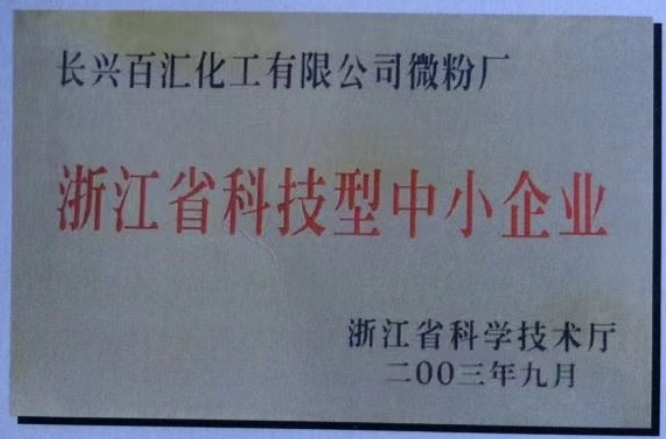 长兴百汇化工有限公司微粉厂
浙江省科技型中小企业
浙江省科学技术厅
二00三年九月